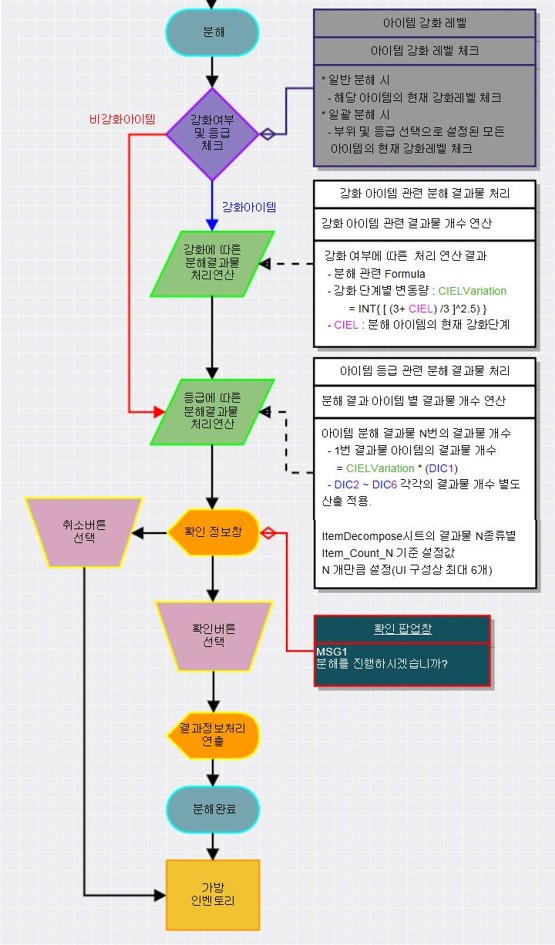 분해
아이템 강화 레벨
아이템 강화 레벨 체크
* 일반 분해 시
- 해당 아이템의 현재 강화레벨 체크
* 일괄 분해 시
- 부위 및 등급 선택으로 설정된 모든
아이템의 현재 강화레벨 체크
비강화아이템
강화여부
및 등급
체크
강화아이템
강화 아이템 관련 분해 결과물 처리
강화 아이템 관련 결과물 개수 연산
강화 여부에 따른 처리 연산 결과
- 분해 관련 Formula
- 강화 단계별 변동량 : CIELVariation
= INT{ [ (3+ CIEL) /3 ]^2.5) }
- CIEL : 분해 아이템의 현재 강화단계
강화에 따른
분해결과물
처리연산
아이템 등급 관련 분해 결과물 처리
분해 결과 아이템 별 결과물 개수 연산
아이템 분해 결과물 N번의 결과물 개수
- 1번 결과물 아이템의 결과물 개수
= CIELVariation * (DIC1)
- DIC2 ~ DIC6 각각의 결과물 개수 별도
산출 적용.
ItemDecompose시트의 결과물 N종류별
Item_Count_N 기준 설정값
N 개만큼 설정(UI 구성상 최대 6개)
등급에 따른
분해결과물
처리연산
취소버튼
선택
확인 정보창
확인 팝업창
MSG1
분해를 진행하시겠습니까?
확인버튼
선택
결과정보처리
연출
분해완료
가방
인벤토리